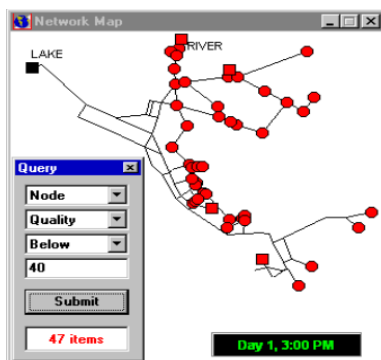 Network Map
LAKE
RIVER
Query
Node
Quality
Below
40
Submit
47 items
Day 1, 3:00 PM